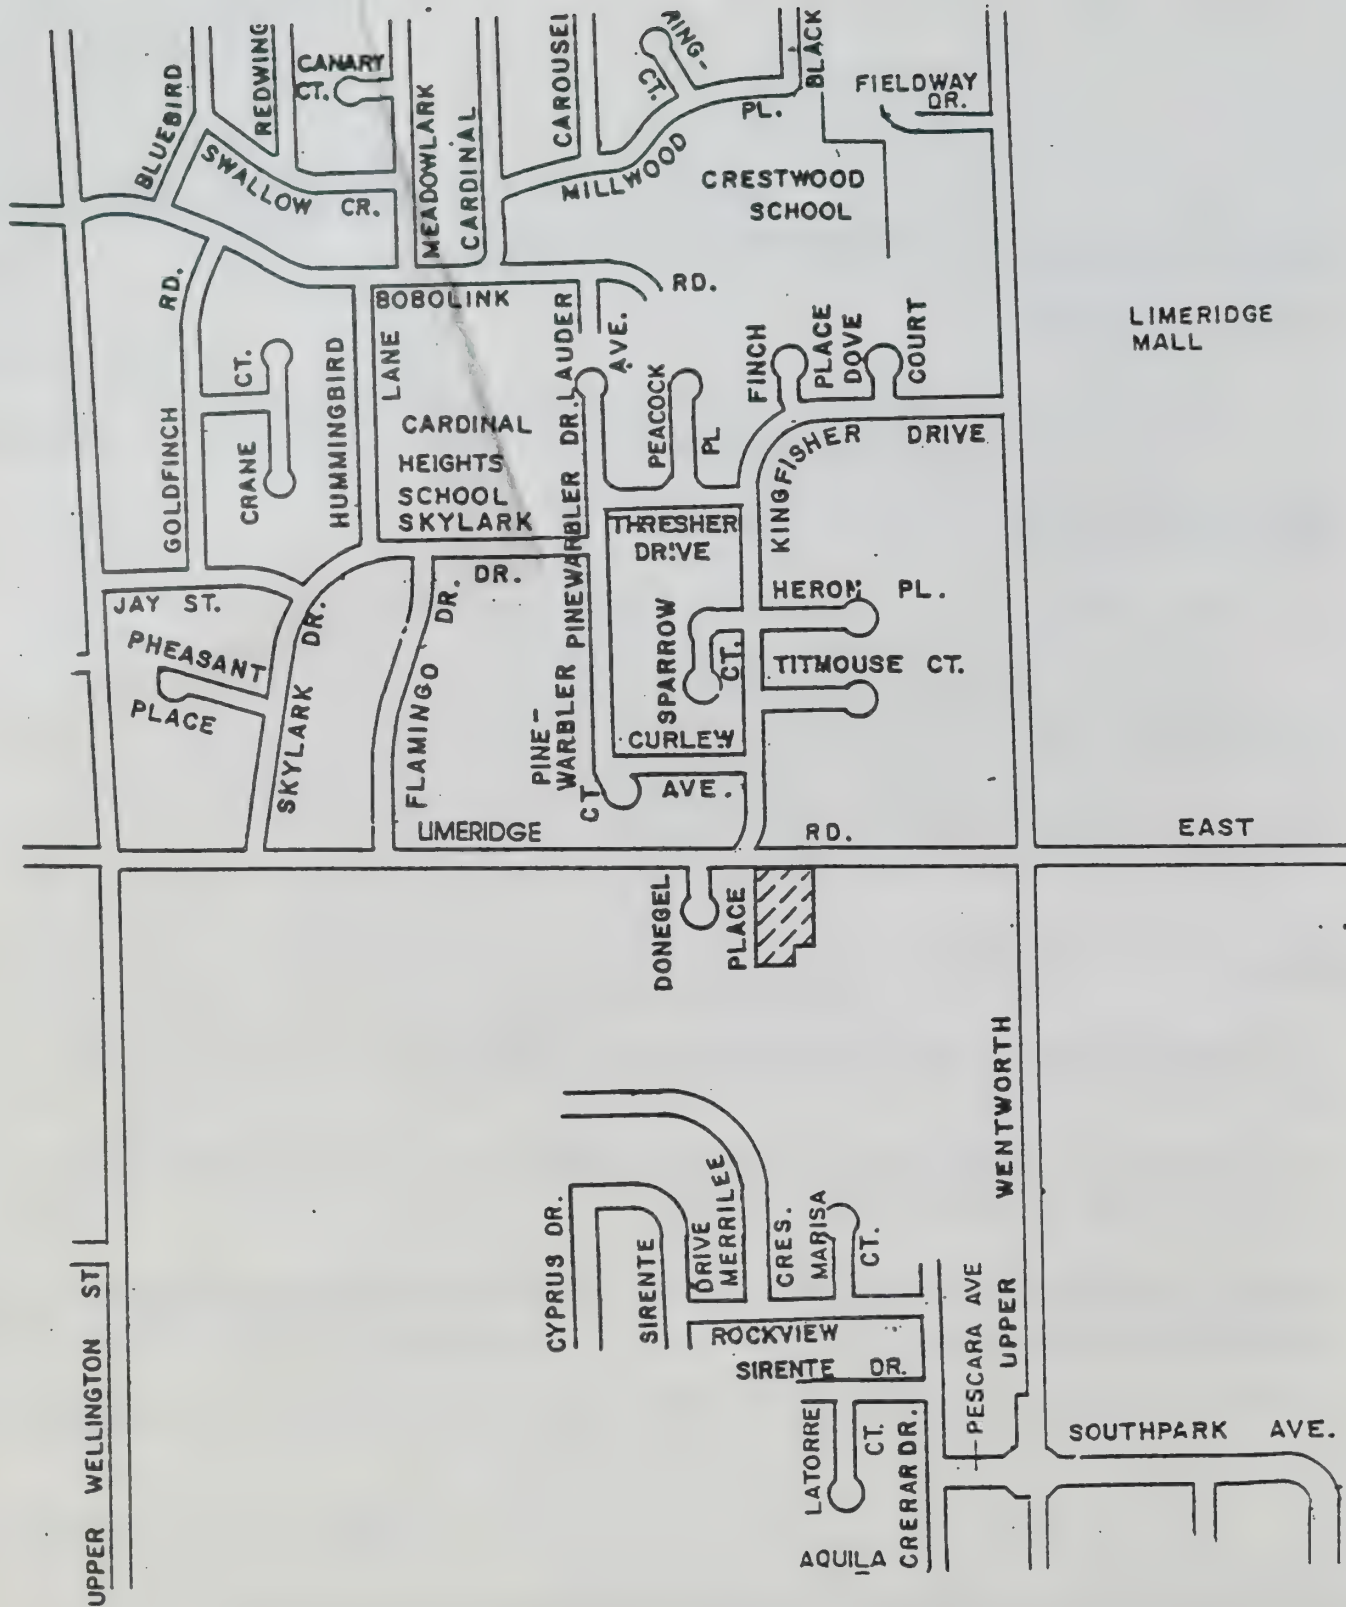 BLUEBIRD
REDWING
CANARY
CT.
MEADOWLARK
CARDINAL
CAROUSEL
RING-
CT.
BLACK
PL.
MILLWOOD
FIELDWAY
DR.
SWALLOW CR.
CRESTWOOD
SCHOOL
RD.
BOBOLINK
RD.
LIMERIDGE
MALL
GOLDFINCH
CRANE
CT.
HUMMINGBIRD
LANE
CARDINAL
HEIGHTS
SCHOOL
SKYLARK
DR.
LAUDER
AVE.
PINEWARBLER DR.
PEACOCK
PL
FINCH
PLACE
DOVE
COURT
KINGFISHER DRIVE
THRESHER
DRIVE
JAY ST.
PHEASANT
PLACE
SKYLARK DR.
FLAMINGO DR.
PINE-
WARBLER
CT.
SPARROW
CT.
HERON PL.
TITMOUSE CT.
CURLEW
AVE.
LIMERIDGE RD. EAST
DONEGEL
PLACE
UPPER WENTWORTH
CYPRUS DR.
SIRENTE
DRIVE
MERRILEE
CRES.
MARISA
CT.
ROCKVIEW
SIRENTE DR.
PESCARA AVE
LATORRE
CT.
CRERAR DR.
SOUTHPARK AVE.
AQUILA
UPPER WELLINGTON ST